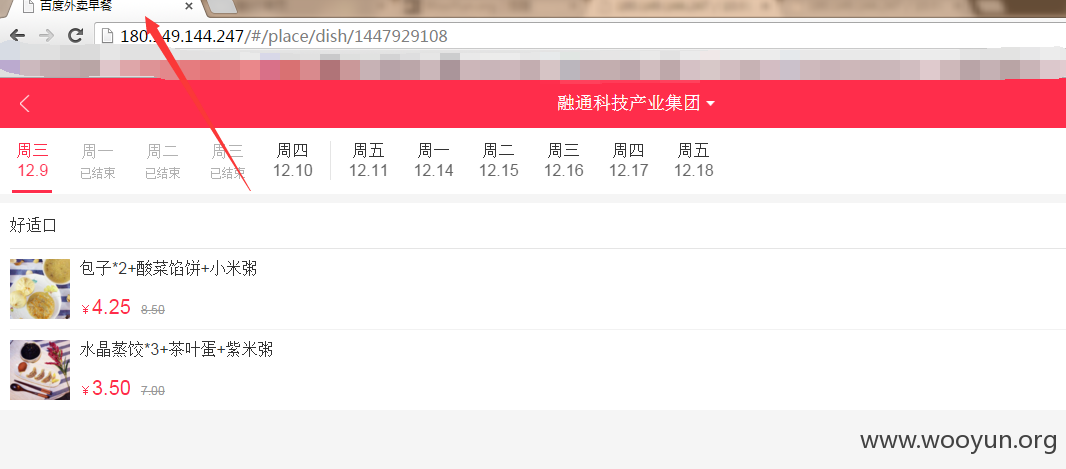 百度外卖早餐
180.149.144.247/#/place/dish/1447929108
融通科技产业集团
周三 周一 周二 周三 周四 周五 周一 周二 周三 周四 周五
12.9 已结束 已结束 已结束 12.10 12.11 12.14 12.15 12.16 12.17 12.18
好适口
包子*2+酸菜馅饼+小米粥
¥4.25 8.50
水晶蒸饺*3+茶叶蛋+紫米粥
¥3.50 7.00
www.wooyun.org